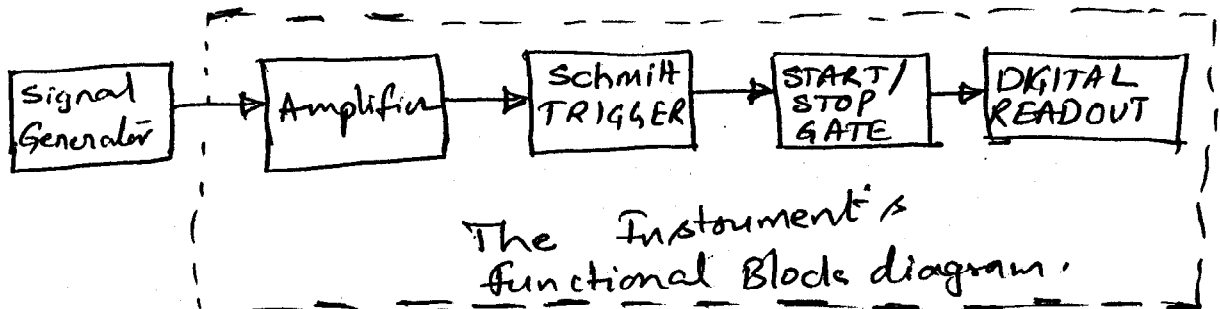 Signal
Generator
Amplifier
Schmitt
TRIGGER
START/
STOP
GATE
DIGITAL
READOUT
The Instrument's
functional Block diagram.